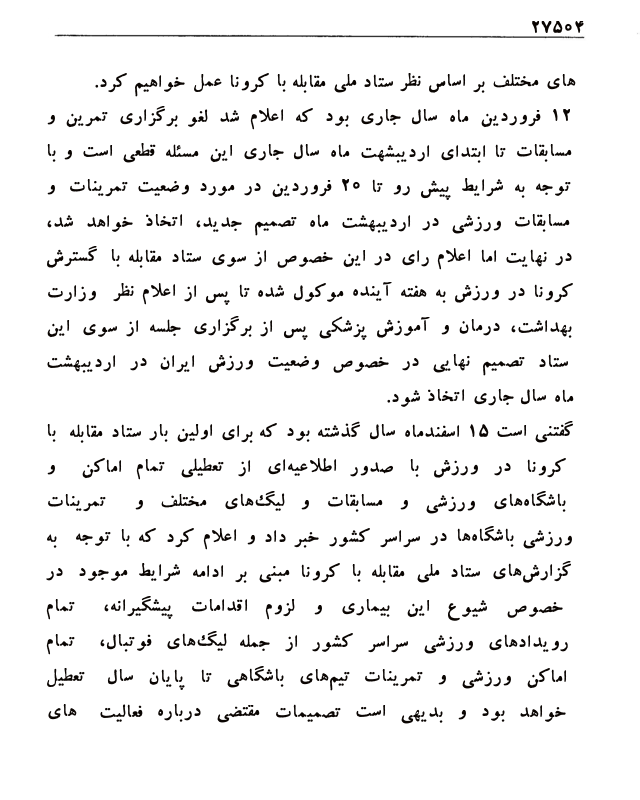 ۲۷۵۰۴
های مختلف بر اساس نظر ستاد ملی مقابله با کرونا عمل خواهیم کرد.
۱۲ فروردین ماه سال جاری بود که اعلام شد لغو برگزاری تمرین و
مسابقات تا ابتدای اردیبشهت ماه سال جاری این مسئله قطعی است و با
توجه به شرایط پیش رو تا ۲۰ فروردین در مورد وضعیت تمرینات و
مسابقات ورزشی در اردیبهشت ماه تصمیم جدید، اتخاذ خواهد شد،
در نهایت اما اعلام رای در این خصوص از سوی ستاد مقابله با گسترش
کرونا در ورزش به هفته آینده موکول شده تا پس از اعلام نظر وزارت
بهداشت، درمان و آموزش پزشکی پس از برگزاری جلسه از سوی این
ستاد تصمیم نهایی در خصوص وضعیت ورزش ایران در اردیبهشت
ماه سال جاری اتخاذ شود.
گفتنی است ۱۵ اسفندماه سال گذشته بود که برای اولین بار ستاد مقابله با
کرونا در ورزش با صدور اطلاعیه‌ای از تعطیلی تمام اماکن و
باشگاه‌های ورزشی و مسابقات و لیگ‌های مختلف و تمرینات
ورزشی باشگاه‌ها در سراسر کشور خبر داد و اعلام کرد که با توجه به
گزارش‌های ستاد ملی مقابله با کرونا مبنی بر ادامه شرایط موجود در
خصوص شیوع این بیماری و لزوم اقدامات پیشگیرانه، تمام
رویدادهای ورزشی سراسر کشور از جمله لیگ‌های فوتبال، تمام
اماکن ورزشی و تمرینات تیم‌های باشگاهی تا پایان سال تعطیل
خواهد بود و بدیهی است تصمیمات مقتضی درباره فعالیت های